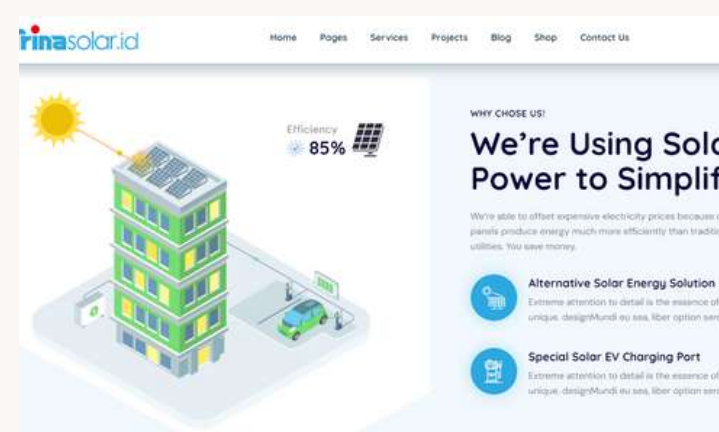 rinasolar.id
Home Pages Services Projects Blog Shop Contact Us
Efficiency
85%
WHY CHOSE US!
We're Using Sola
Power to Simplif
We're able to offset expensive electricity prices because
panels produce energy much more efficiently than traditio
utilities. You save money.
Alternative Solar Energy Solution
Extreme attention to detail is the essence of
unique. designMundi eu sea, liber option sen
Special Solar EV Charging Port
Extreme attention to detail is the essence of
unique. designMundi eu sea, liber option sen